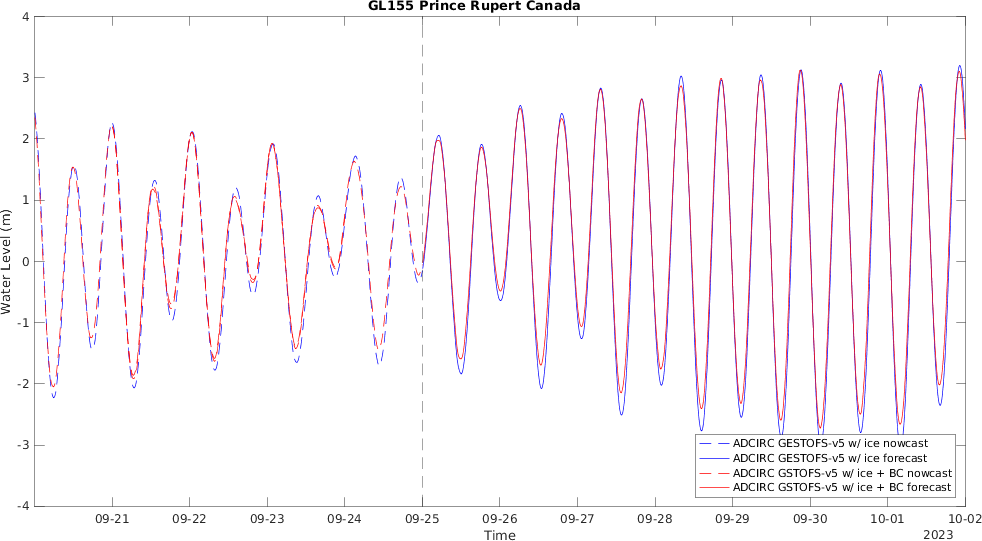 GL155 Prince Rupert Canada
4
3
2
1
0
-1
-2
-3
-4
Water Level (m)
ADCIRC GESTOFS-v5 w/ ice nowcast
ADCIRC GESTOFS-v5 w/ ice forecast
ADCIRC GSTOFS-v5 w/ ice + BC nowcast
ADCIRC GSTOFS-v5 w/ ice + BC forecast
09-21 09-22 09-23 09-24 09-25 09-26 09-27 09-28 09-29 09-30 10-01 10-02
Time
2023